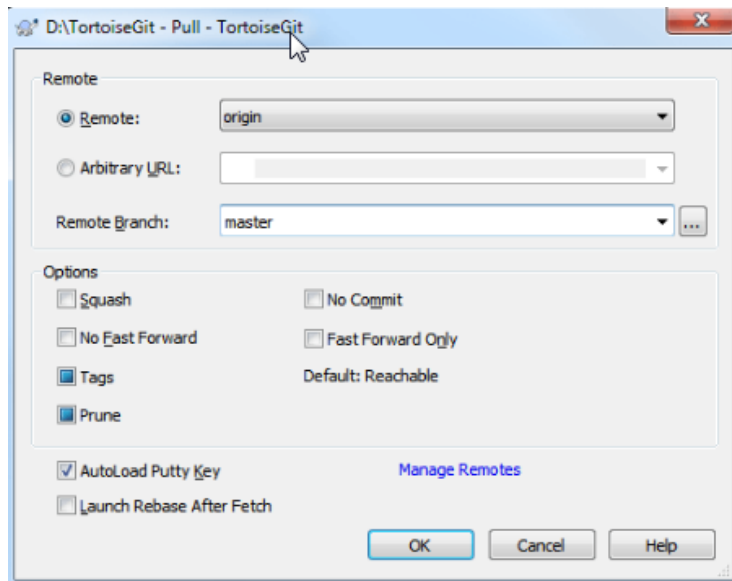 D:\TortoiseGit - Pull - TortoiseGit
Remote
Remote:
origin
Arbitrary URL:
Remote Branch:
master
...
Options
Squash
No Commit
No Fast Forward
Fast Forward Only
Tags
Default: Reachable
Prune
AutoLoad Putty Key
Manage Remotes
Launch Rebase After Fetch
OK
Cancel
Help